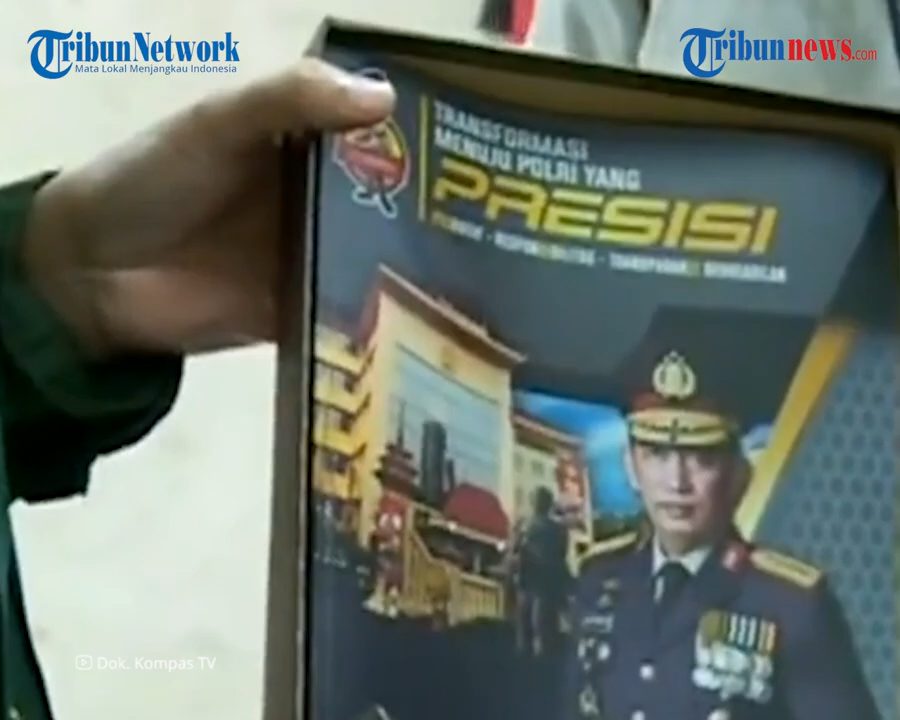 TribunNetwork
Mata Lokal Menjangkau Indonesia
Tribunnews.com
TRANSFORMASI
MENUJU POLRI YANG
PRESISI
Dok. Kompas TV